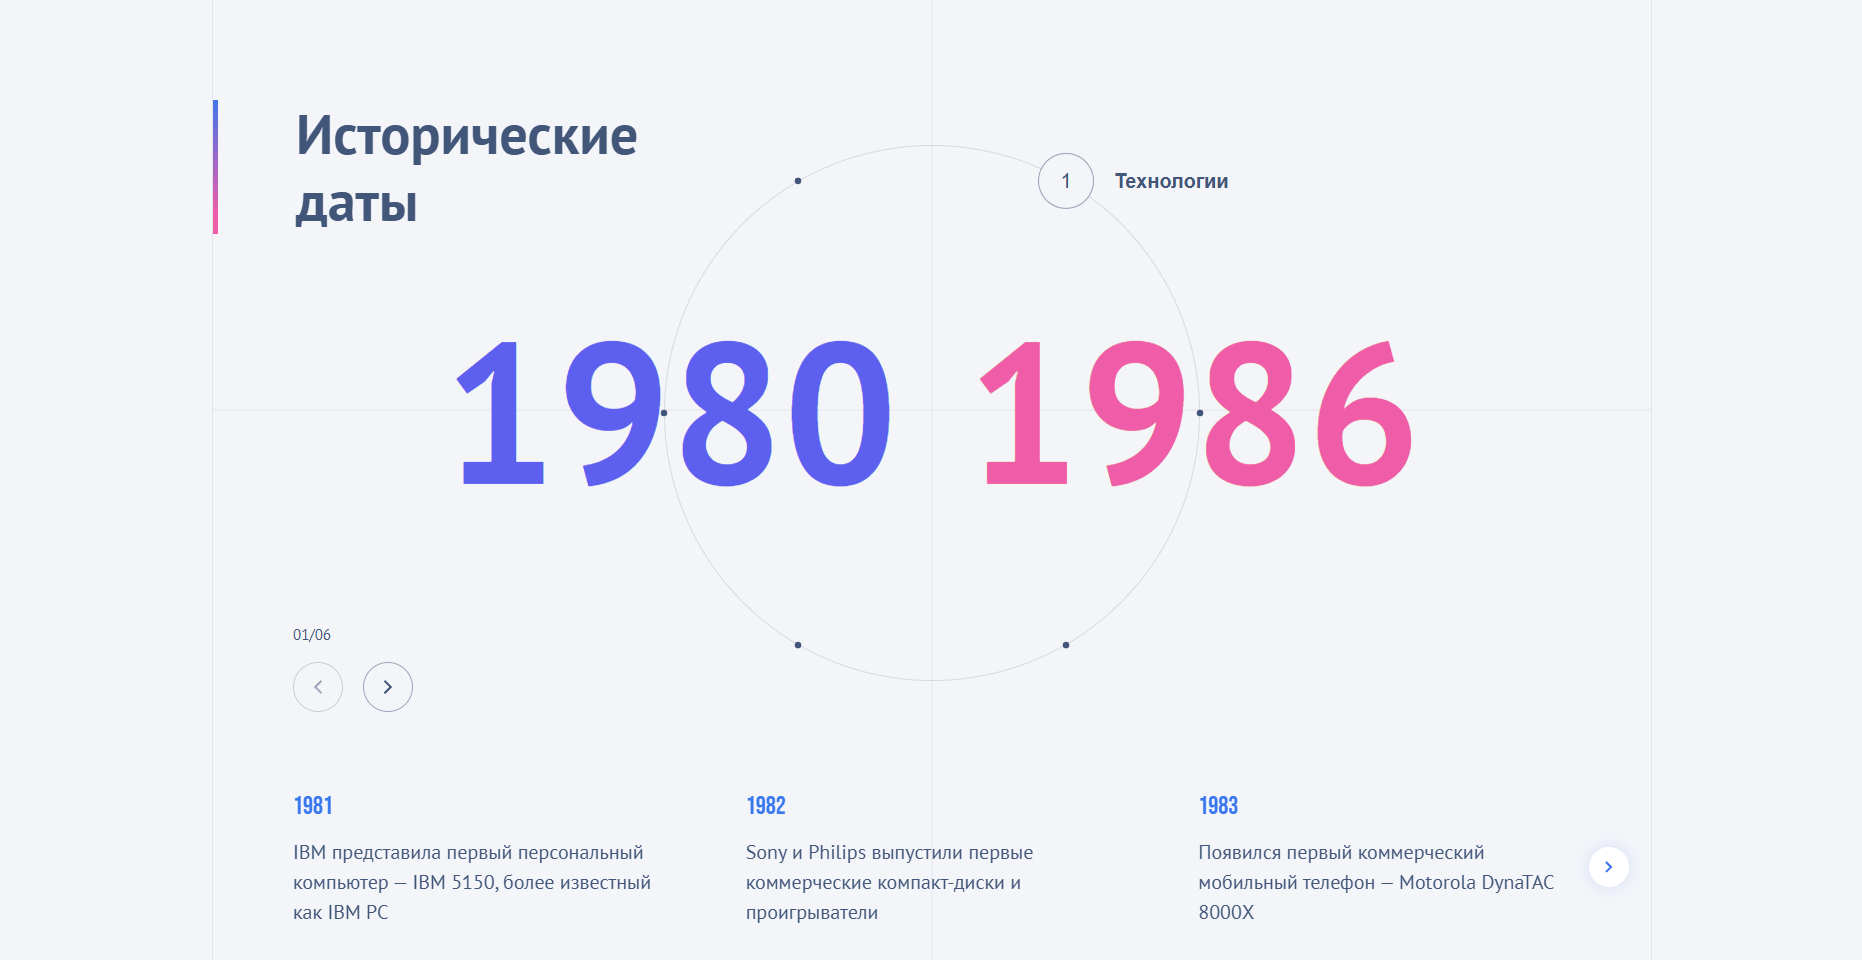 Исторические
даты
1
Технологии
1980 1986
01/06
1981
IBM представила первый персональный
компьютер — IBM 5150, более известный
как IBM PC
1982
Sony и Philips выпустили первые
коммерческие компакт-диски и
проигрыватели
1983
Появился первый коммерческий
мобильный телефон — Motorola DynaTAC
8000X